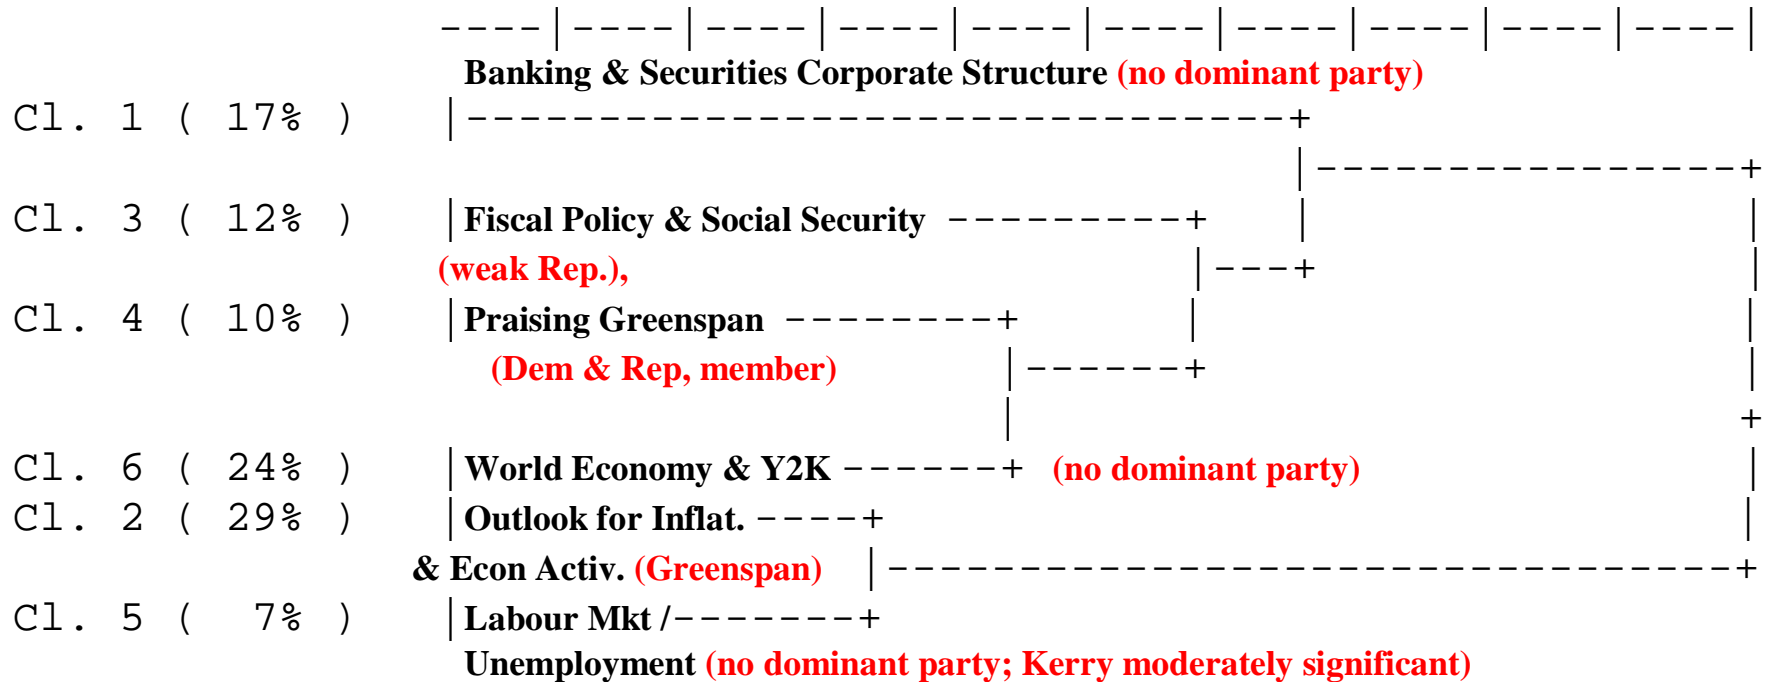 ----|----|----|----|----|----|----|----|----|----|
Banking & Securities Corporate Structure (no dominant party)
Cl. 1 ( 17% ) |-------------------------------+
|----------------+
Cl. 3 ( 12% ) |Fiscal Policy & Social Security ---------+ | |
(weak Rep.), |---+ |
Cl. 4 ( 10% ) |Praising Greenspan --------+ | |
(Dem & Rep, member) |------+ |
| +
Cl. 6 ( 24% ) |World Economy & Y2K ------+ (no dominant party) |
Cl. 2 ( 29% ) |Outlook for Inflat. ----+ |
& Econ Activ. (Greenspan) |--------------------------------+
Cl. 5 ( 7% ) |Labour Mkt /-------+
Unemployment (no dominant party; Kerry moderately significant)